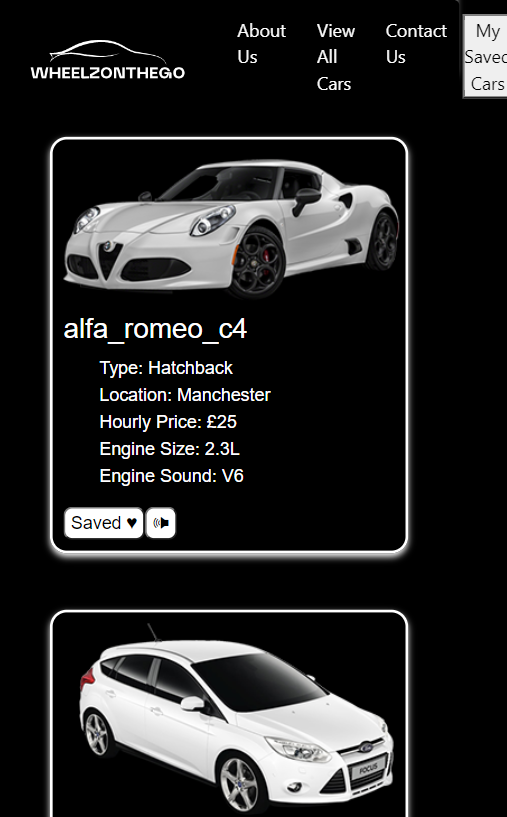 WHEELZONTHEGO
About
Us
View
All
Cars
Contact
Us
My
Saved
Cars
alfa_romeo_c4
Type: Hatchback
Location: Manchester
Hourly Price: £25
Engine Size: 2.3L
Engine Sound: V6
Saved ♥
FOCUS